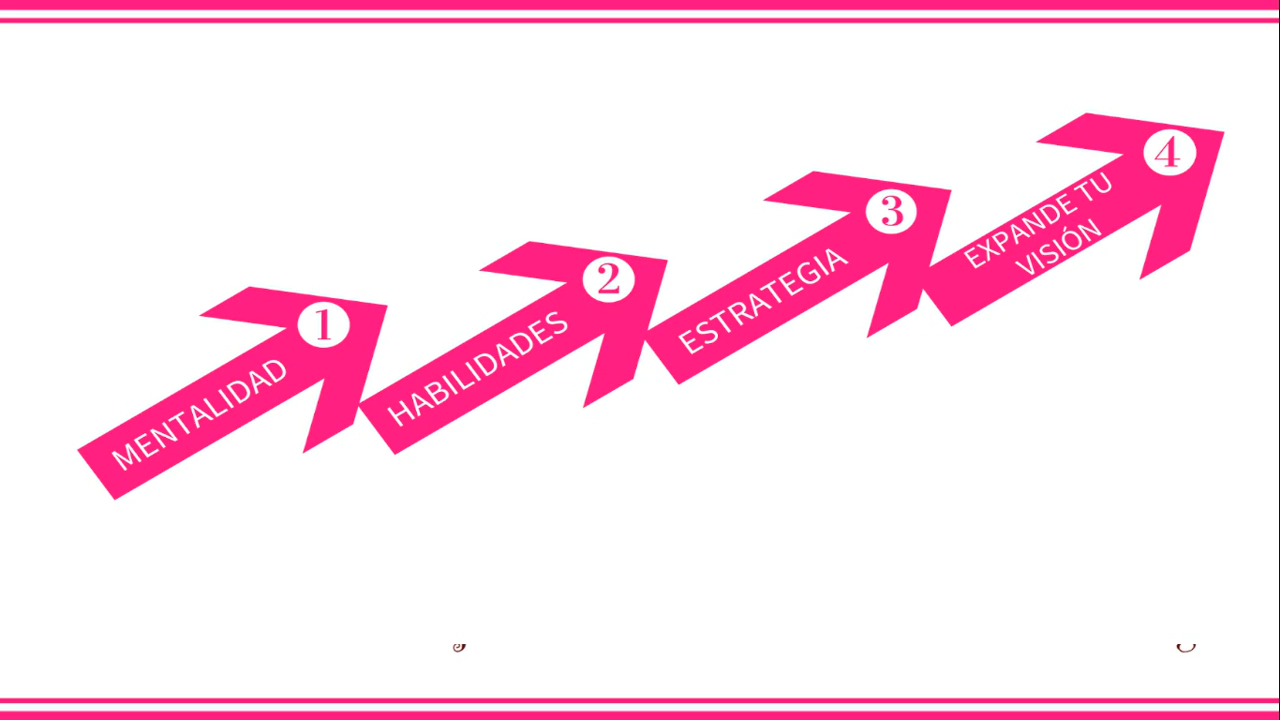 1
MENTALIDAD
2
HABILIDADES
3
ESTRATEGIA
4
EXPANDE TU
VISIÓN